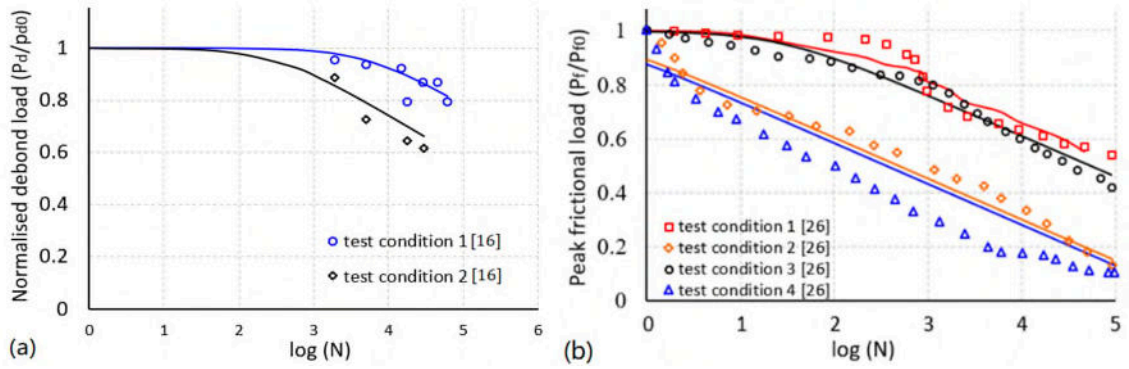 (a)
Normalised debond load (Pd/pd0)
1
0.8
0.6
0.4
0.2
0
0 1 2 3 4 5 6
log (N)
test condition 1 [16]
test condition 2 [16]
(b)
Peak frictional load (Pf/Pf0)
1
0.8
0.6
0.4
0.2
0
0 1 2 3 4 5
log (N)
test condition 1 [26]
test condition 2 [26]
test condition 3 [26]
test condition 4 [26]